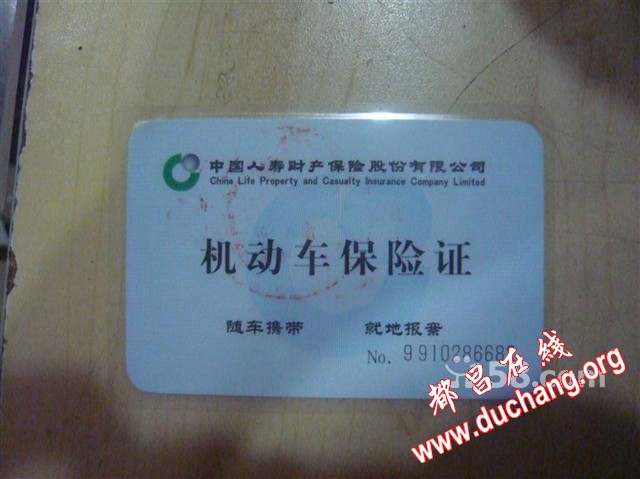 中国人寿财产保险股份有限公司
China Life Property and Casualty Insurance Company Limited
机动车保险证
随车携带 就地报案
No. 991028668
都昌在线
58.com
www.duchang.org